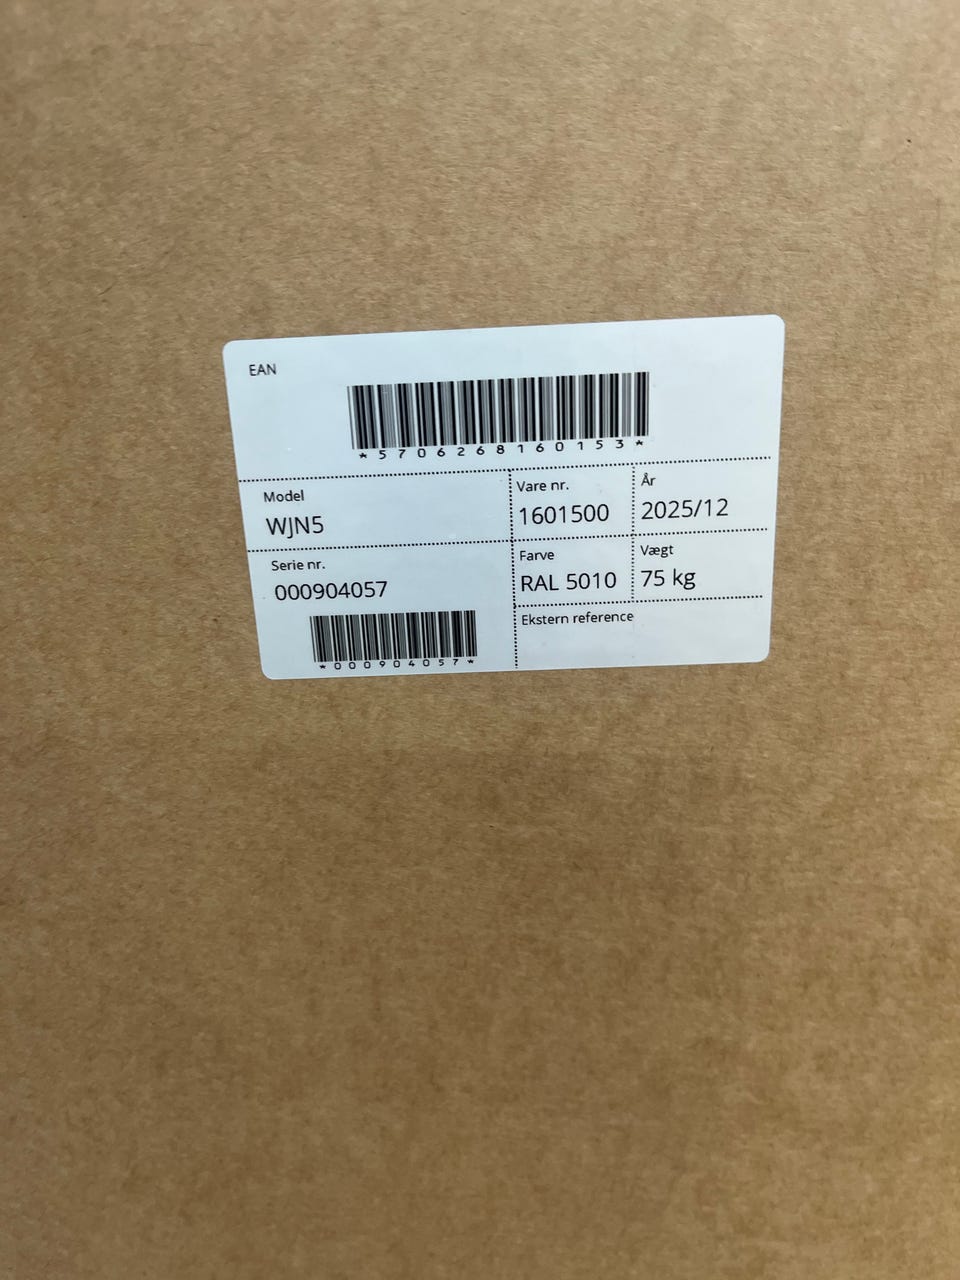 EAN
*5706268160153*
Model
WJN5
Vare nr.
1601500
År
2025/12
Serie nr.
000904057
*000904057*
Farve
RAL 5010
Vægt
75 kg
Ekstern reference